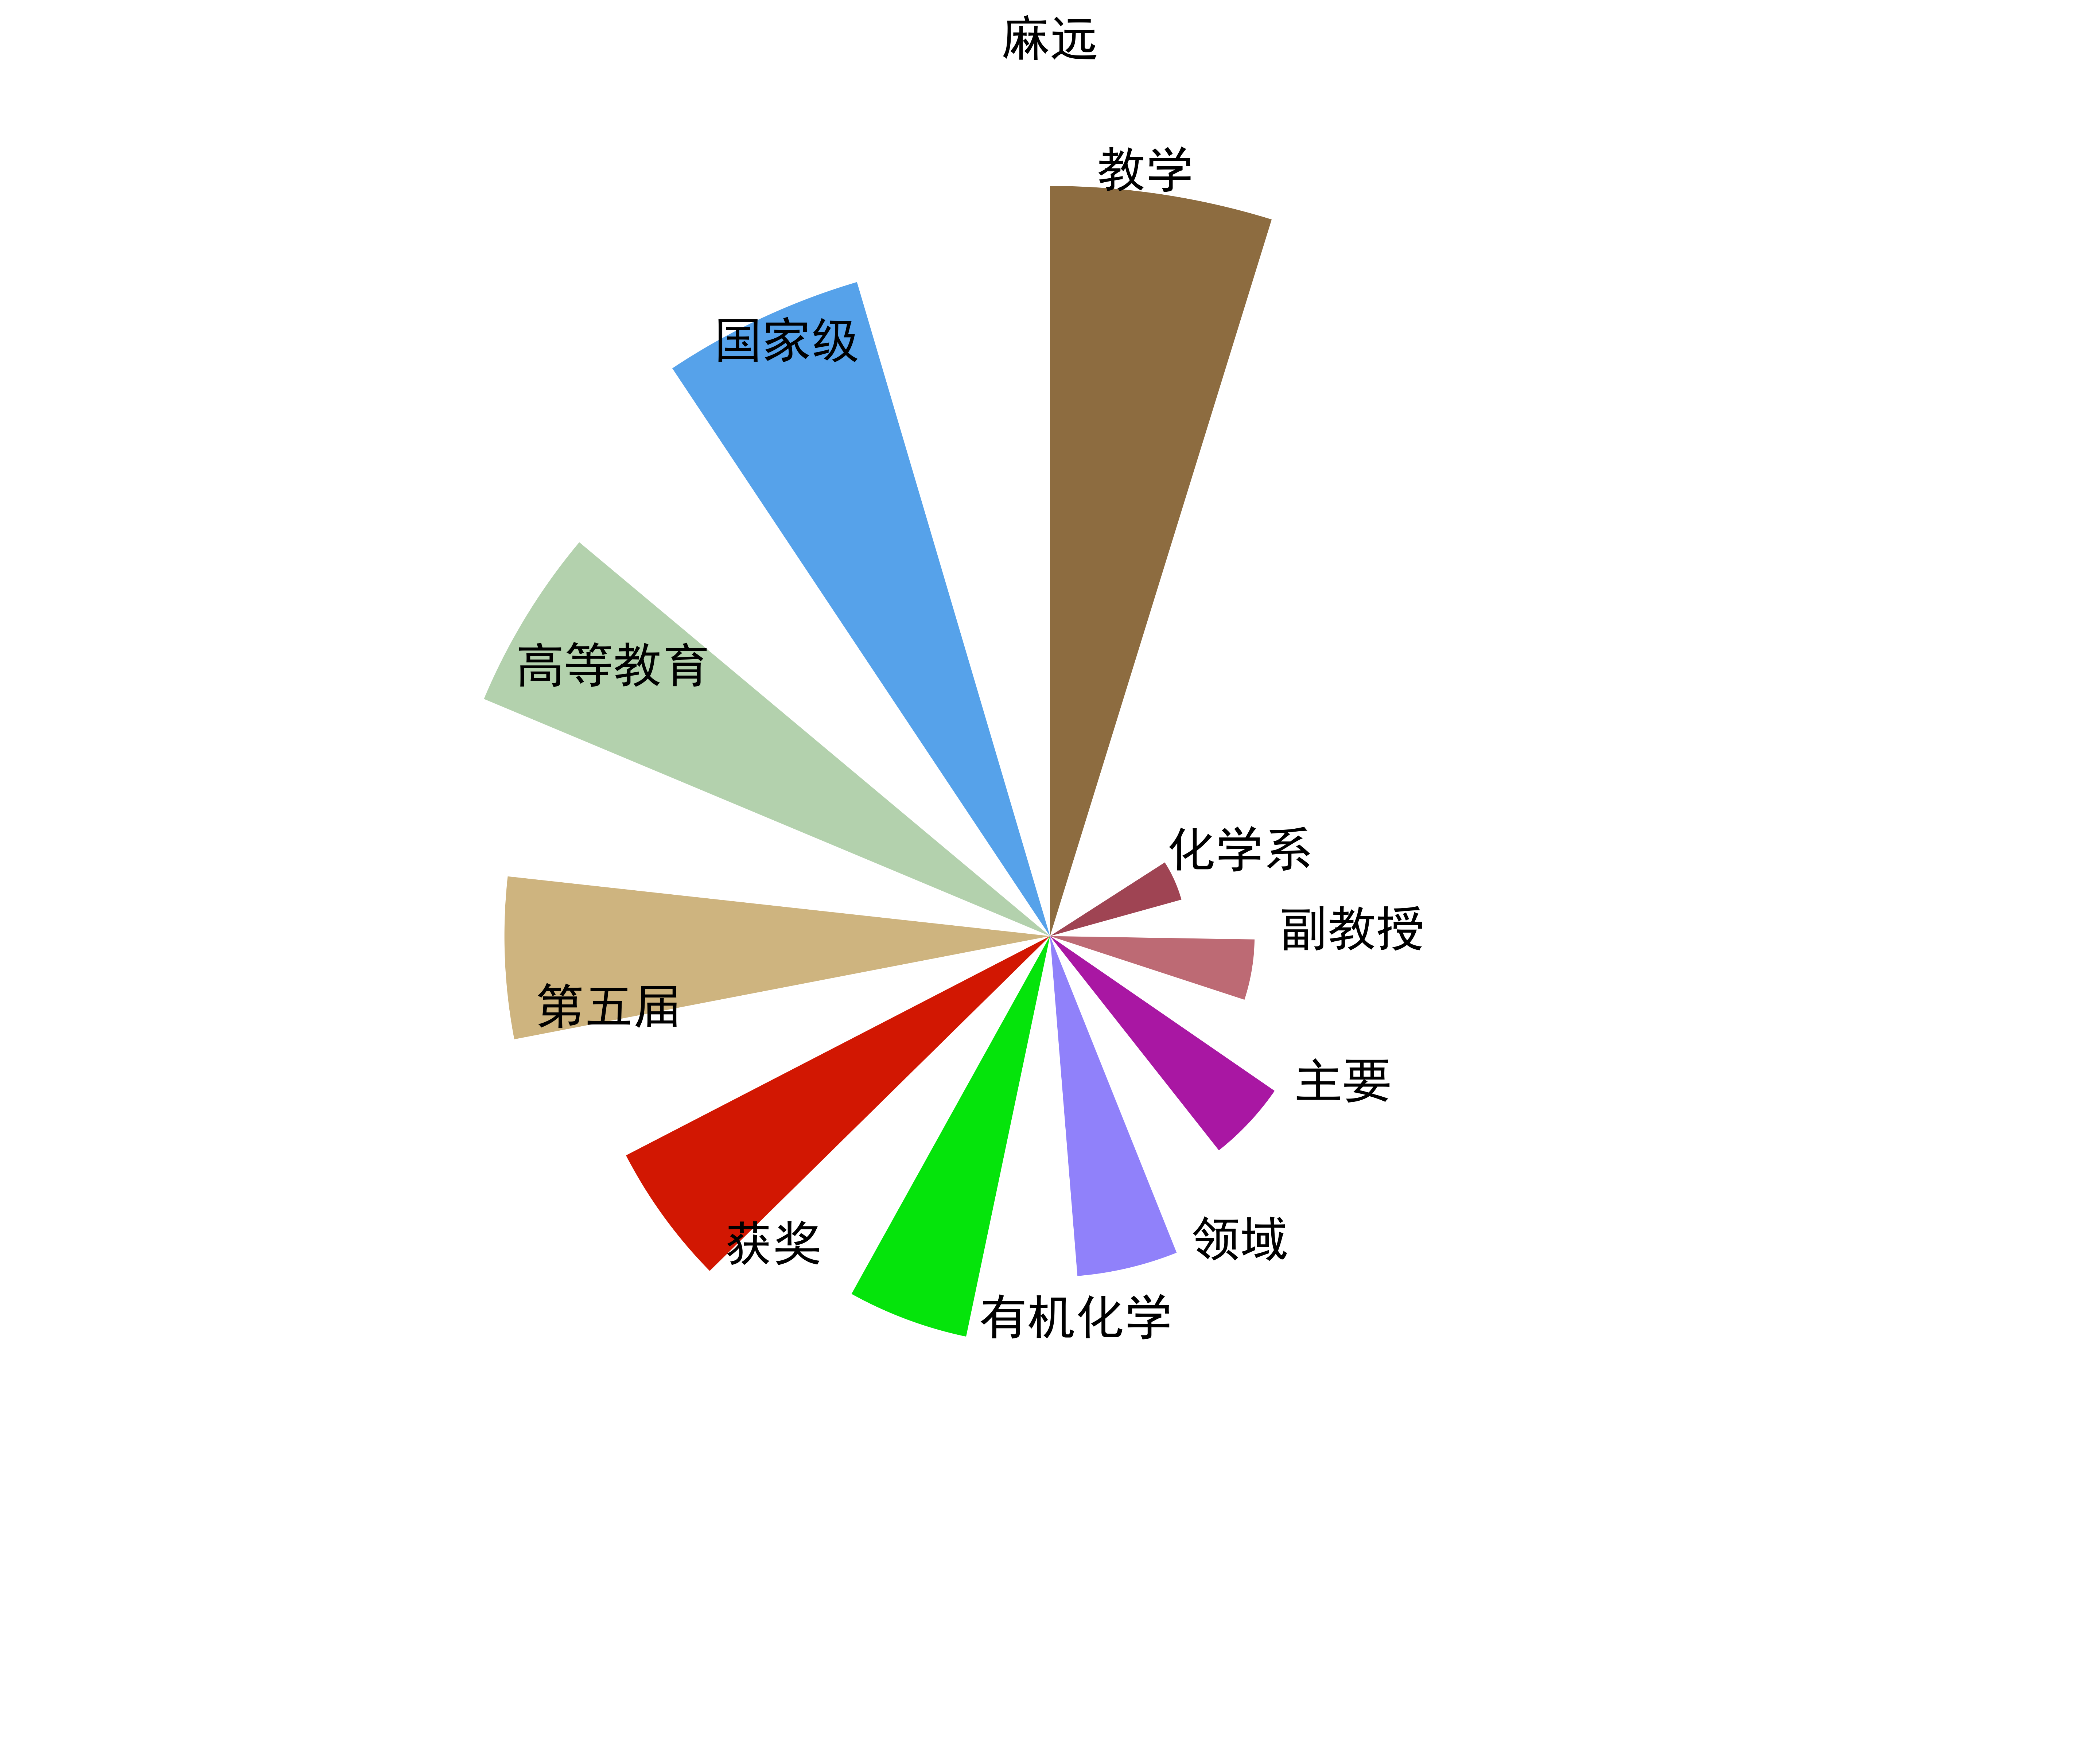 麻远
教学
国家级
高等教育
化学系
副教授
第五届
主要
领域
获奖
有机化学